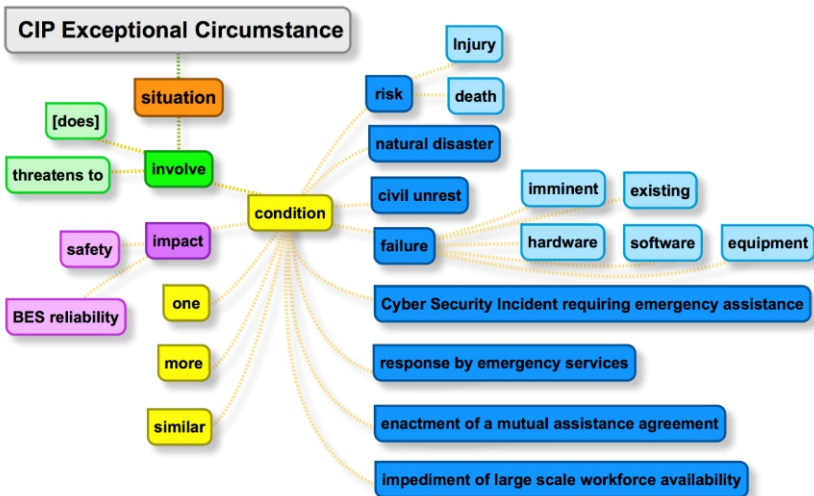 CIP Exceptional Circumstance
situation
[does]
threatens to
involve
condition
impact
safety
BES reliability
one
more
similar
risk
Injury
death
natural disaster
civil unrest
failure
imminent
existing
hardware
software
equipment
Cyber Security Incident requiring emergency assistance
response by emergency services
enactment of a mutual assistance agreement
impediment of large scale workforce availability